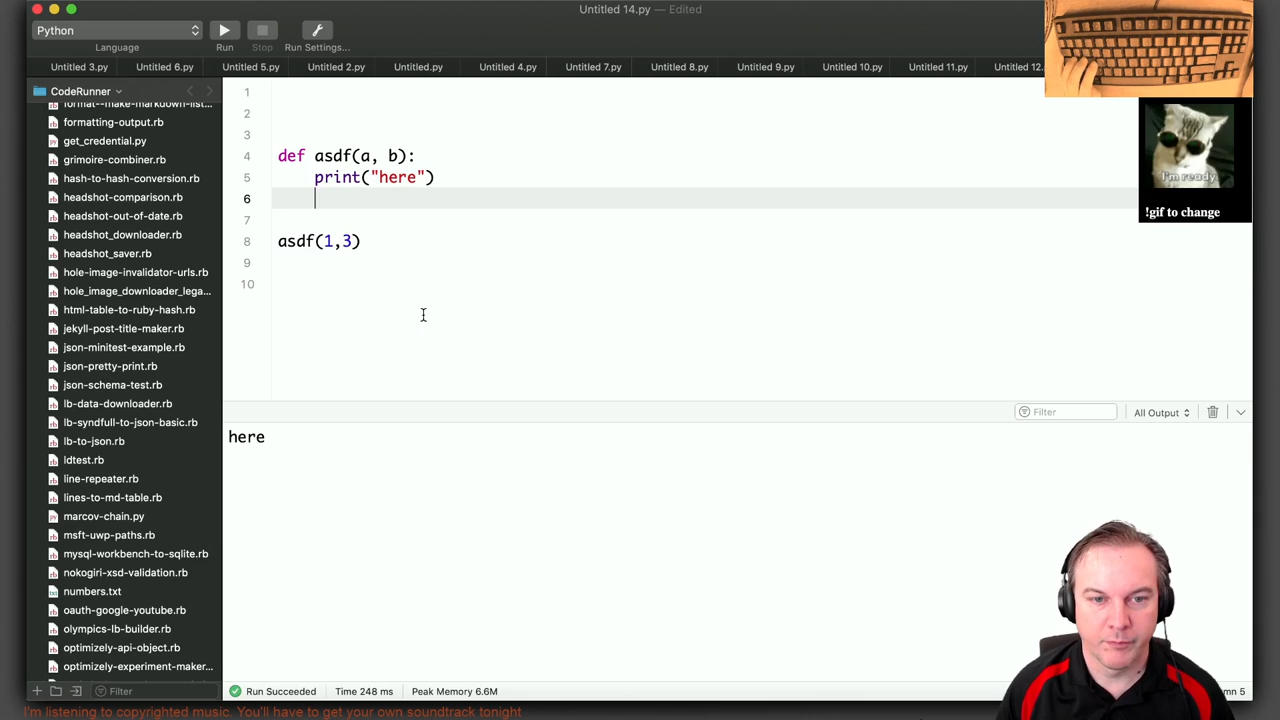 Untitled 14.py — Edited
Python
Language
Run
Stop
Run Settings...
Untitled 3.py
Untitled 6.py
Untitled 5.py
Untitled 2.py
Untitled.py
Untitled 4.py
Untitled 7.py
Untitled 8.py
Untitled 9.py
Untitled 10.py
Untitled 11.py
Untitled 12.
CodeRunner
format--make-markdown-list...
formatting-output.rb
get_credential.py
grimoire-combiner.rb
hash-to-hash-conversion.rb
headshot-comparison.rb
headshot-out-of-date.rb
headshot_downloader.rb
headshot_saver.rb
hole-image-invalidator-urls.rb
hole_image_downloader_lega...
html-table-to-ruby-hash.rb
jekyll-post-title-maker.rb
json-minitest-example.rb
json-pretty-print.rb
json-schema-test.rb
lb-data-downloader.rb
lb-syndfull-to-json-basic.rb
lb-to-json.rb
ldtest.rb
line-repeater.rb
lines-to-md-table.rb
marcov-chain.py
msft-uwp-paths.rb
mysql-workbench-to-sqlite.rb
nokogiri-xsd-validation.rb
numbers.txt
oauth-google-youtube.rb
olympics-lb-builder.rb
optimizely-api-object.rb
optimizely-experiment-maker...
Filter
1
2
3
4 def asdf(a, b):
5 print("here")
6
7
8 asdf(1,3)
9
10
I'm ready.
!gif to change
Filter
All Output
here
Run Succeeded
Time 248 ms
Peak Memory 6.6M
mn 5
I'm listening to copyrighted music. You'll have to get your own soundtrack tonight